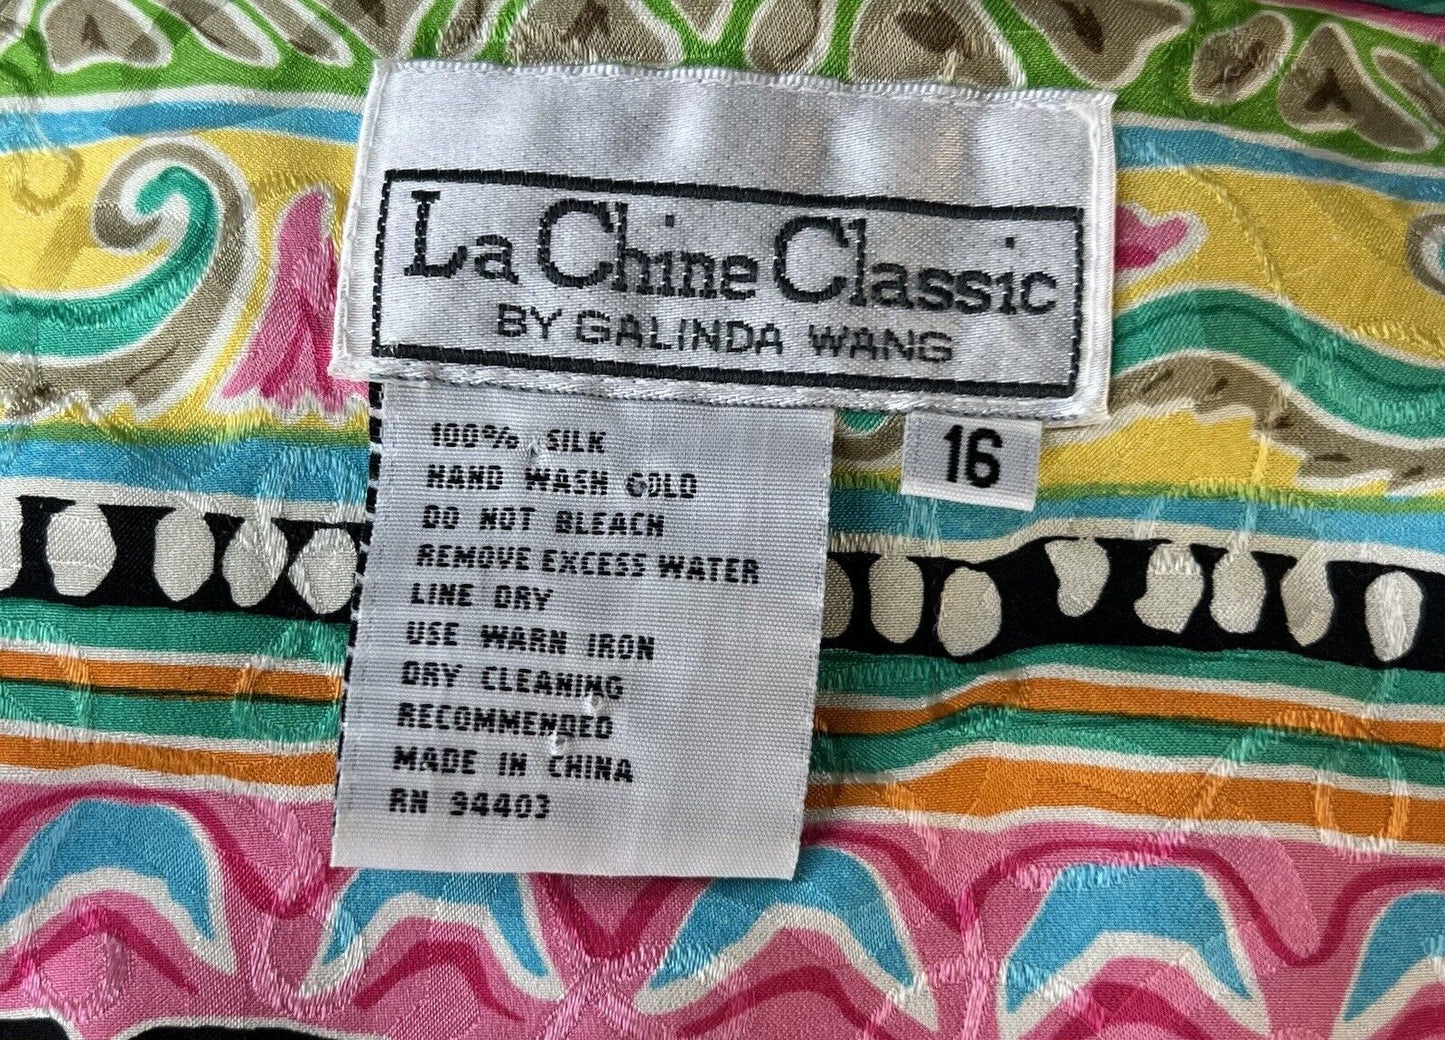 La Chine Classic
BY GALINDA WANG
16
100% SILK
HAND WASH COLD
DO NOT BLEACH
REMOVE EXCESS WATER
LINE DRY
USE WARN IRON
DRY CLEANING
RECOMMENDED
MADE IN CHINA
RN 94403